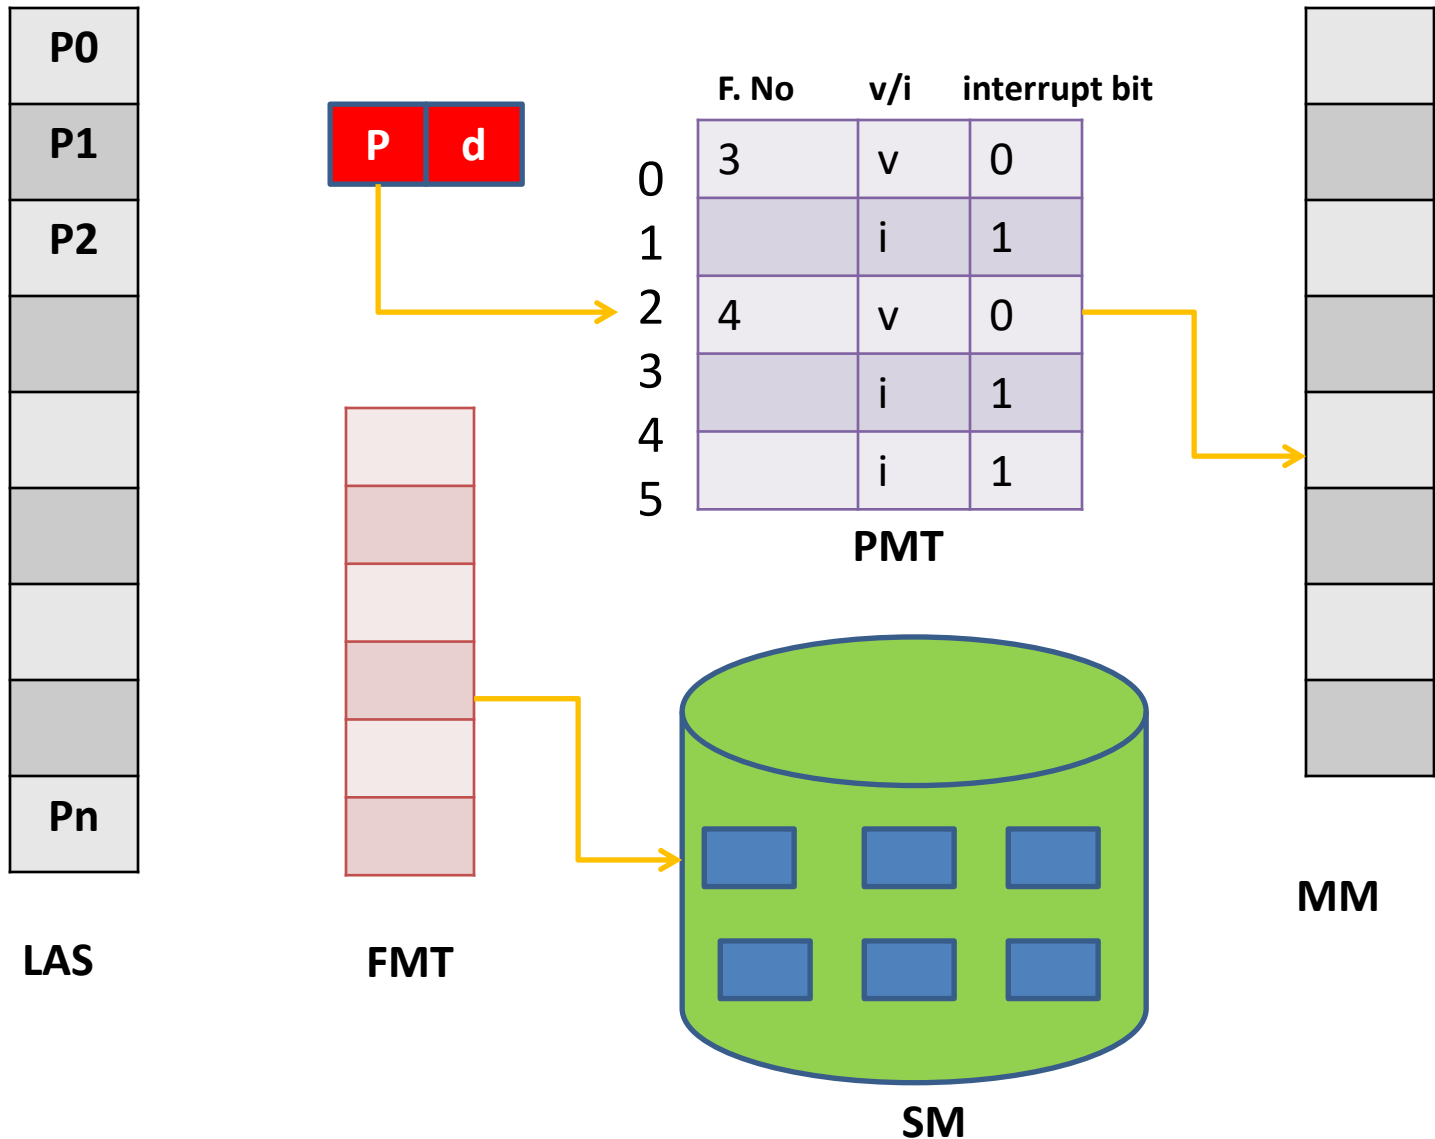 P0
P1
P2
Pn
LAS
P d
FMT
F. No v/i interrupt bit
0 3 v 0
1 i 1
2 4 v 0
3 i 1
4 i 1
5
PMT
SM
MM